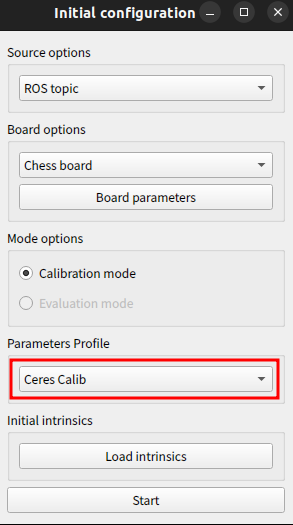 Initial configuration
Source options
ROS topic
Board options
Chess board
Board parameters
Mode options
Calibration mode
Evaluation mode
Parameters Profile
Ceres Calib
Initial intrinsics
Load intrinsics
Start